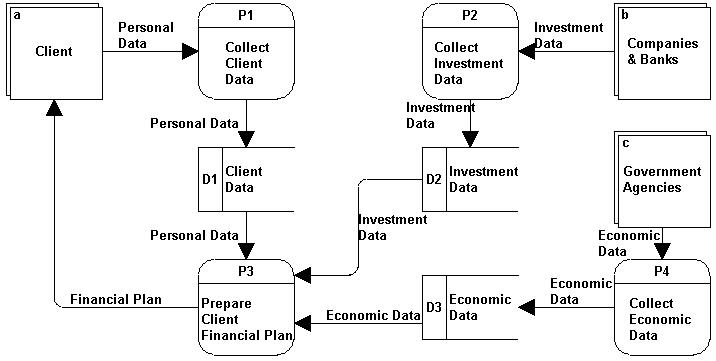 a
Client
Personal
Data
P1
Collect
Client
Data
P2
Collect
Investment
Data
Investment
Data
b
Companies
& Banks
Personal Data
Investment
Data
c
Government
Agencies
D1
Client
Data
D2
Investment
Data
Personal Data
Investment
Data
Economic
Data
P3
Prepare
Client
Financial Plan
Financial Plan
Economic Data
D3
Economic
Data
Economic
Data
P4
Collect
Economic
Data